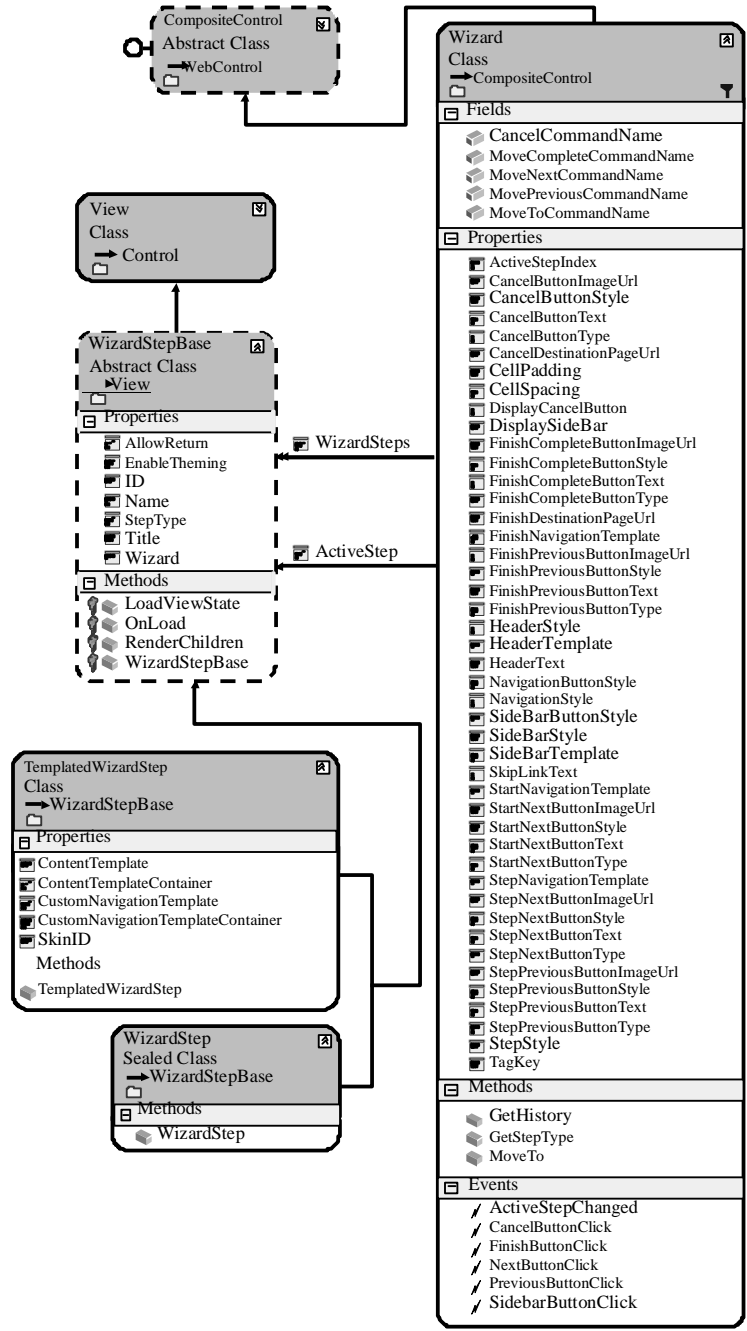 CompositeControl
Abstract Class
WebControl
View
Class
Control
WizardStepBase
Abstract Class
View
Properties
AllowReturn
EnableTheming
ID
Name
StepType
Title
Wizard
Methods
LoadViewState
OnLoad
RenderChildren
WizardStepBase
WizardSteps
ActiveStep
TemplatedWizardStep
Class
WizardStepBase
Properties
ContentTemplate
ContentTemplateContainer
CustomNavigationTemplate
CustomNavigationTemplateContainer
SkinID
Methods
TemplatedWizardStep
WizardStep
Sealed Class
WizardStepBase
Methods
WizardStep
Wizard
Class
CompositeControl
Fields
CancelCommandName
MoveCompleteCommandName
MoveNextCommandName
MovePreviousCommandName
MoveToCommandName
Properties
ActiveStepIndex
CancelButtonImageUrl
CancelButtonStyle
CancelButtonText
CancelButtonType
CancelDestinationPageUrl
CellPadding
CellSpacing
DisplayCancelButton
DisplaySideBar
FinishCompleteButtonImageUrl
FinishCompleteButtonStyle
FinishCompleteButtonText
FinishCompleteButtonType
FinishDestinationPageUrl
FinishNavigationTemplate
FinishPreviousButtonImageUrl
FinishPreviousButtonStyle
FinishPreviousButtonText
FinishPreviousButtonType
HeaderStyle
HeaderTemplate
HeaderText
NavigationButtonStyle
NavigationStyle
SideBarButtonStyle
SideBarStyle
SideBarTemplate
SkipLinkText
StartNavigationTemplate
StartNextButtonImageUrl
StartNextButtonStyle
StartNextButtonText
StartNextButtonType
StepNavigationTemplate
StepNextButtonImageUrl
StepNextButtonStyle
StepNextButtonText
StepNextButtonType
StepPreviousButtonImageUrl
StepPreviousButtonStyle
StepPreviousButtonText
StepPreviousButtonType
StepStyle
TagKey
Methods
GetHistory
GetStepType
MoveTo
Events
ActiveStepChanged
CancelButtonClick
FinishButtonClick
NextButtonClick
PreviousButtonClick
SidebarButtonClick